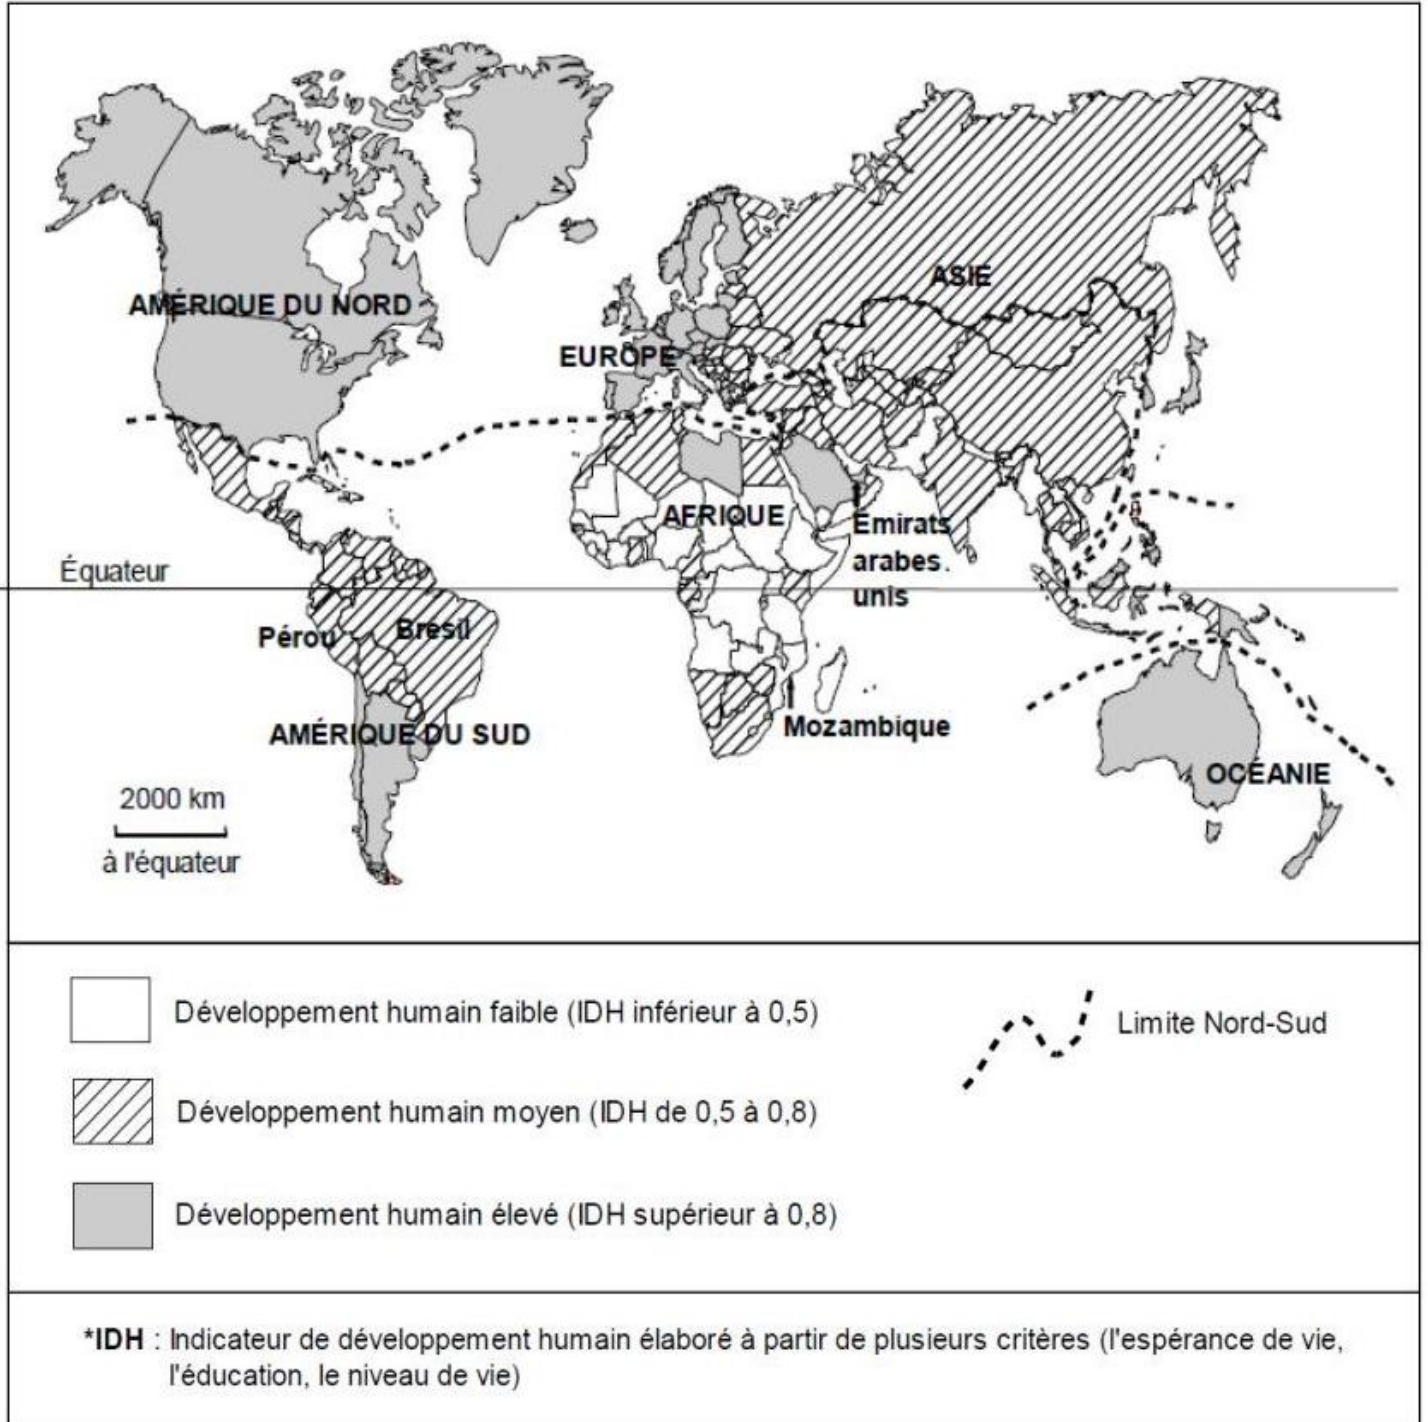 AMÉRIQUE DU NORD
ASIE
EUROPE
AFRIQUE
Émirats
arabes
unis
Équateur
Pérou
Bresil
Mozambique
AMÉRIQUE DU SUD
OCÉANIE
2000 km
à l'équateur
Développement humain faible (IDH inférieur à 0,5)
Limite Nord-Sud
Développement humain moyen (IDH de 0,5 à 0,8)
Développement humain élevé (IDH supérieur à 0,8)
*IDH : Indicateur de développement humain élaboré à partir de plusieurs critères (l'espérance de vie,
l'éducation, le niveau de vie)